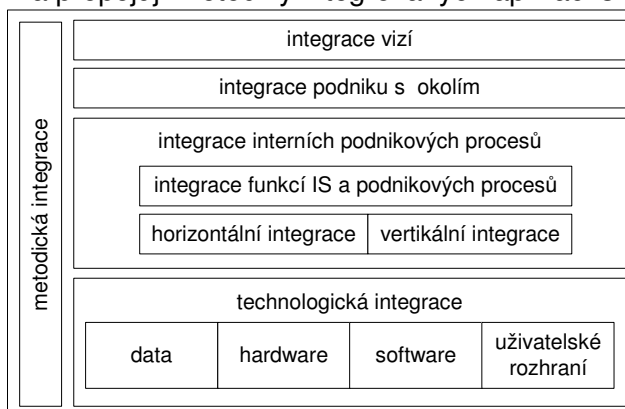 integrace vizí
integrace podniku s okolím
integrace interních podnikových procesů
integrace funkcí IS a podnikových procesů
horizontální integrace
vertikální integrace
technologická integrace
data
hardware
software
uživatelské
rozhraní
metodická integrace